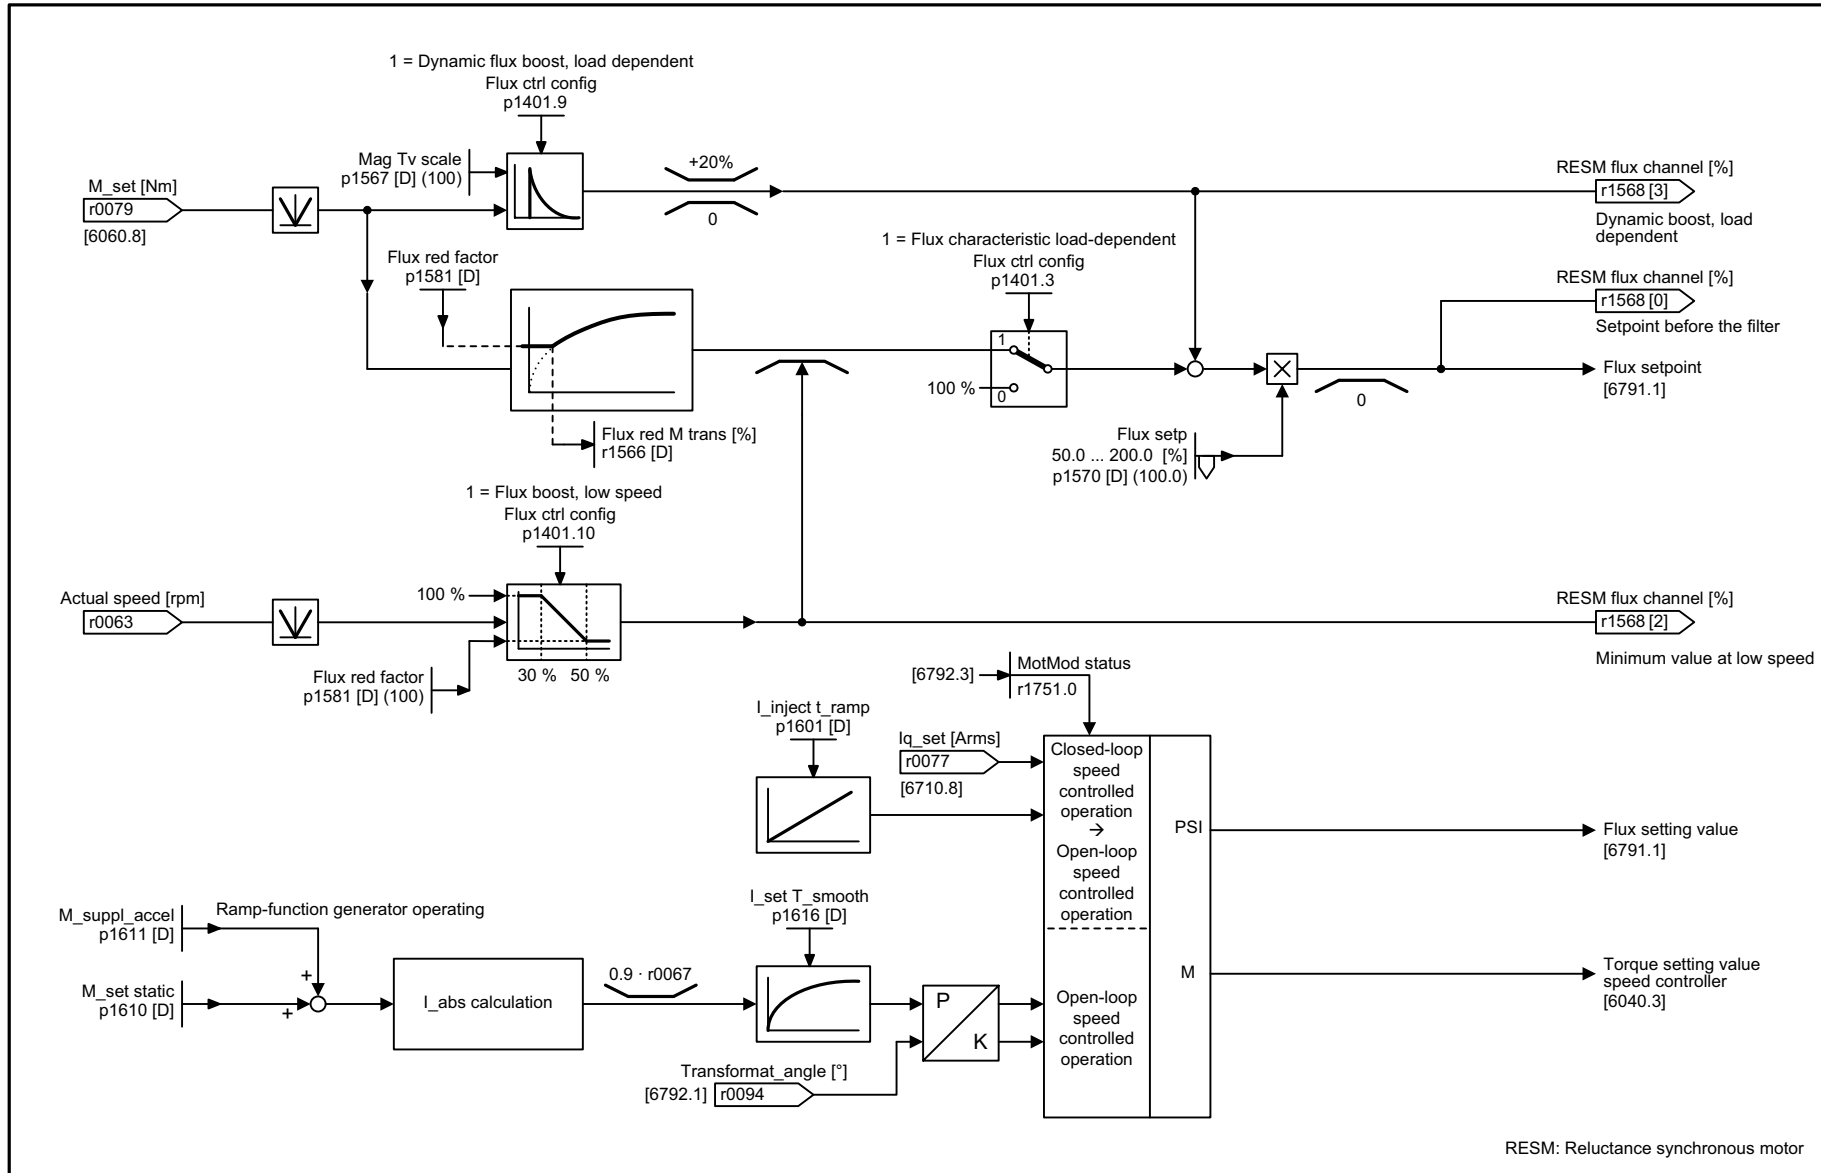 1 = Dynamic flux boost, load dependent
Flux ctrl config
p1401.9
Mag Tv scale
p1567 [D] (100)
+20%
0
M_set [Nm]
r0079
[6060.8]
RESM flux channel [%]
r1568 [3]
Dynamic boost, load
dependent
Flux red factor
p1581 [D]
1 = Flux characteristic load-dependent
Flux ctrl config
p1401.3
1
100 %
0
RESM flux channel [%]
r1568 [0]
Setpoint before the filter
Flux setpoint
[6791.1]
0
Flux red M trans [%]
r1566 [D]
Flux setp
50.0 ... 200.0 [%]
p1570 [D] (100.0)
1 = Flux boost, low speed
Flux ctrl config
p1401.10
Actual speed [rpm]
r0063
100 %
30 % 50 %
Flux red factor
p1581 [D] (100)
RESM flux channel [%]
r1568 [2]
Minimum value at low speed
[6792.3]
MotMod status
r1751.0
I_inject t_ramp
p1601 [D]
Iq_set [Arms]
r0077
[6710.8]
Closed-loop
speed
controlled
operation
→
Open-loop
speed
controlled
operation
PSI
Flux setting value
[6791.1]
M_suppl_accel
p1611 [D]
Ramp-function generator operating
+
M_set static
p1610 [D]
+
I_abs calculation
0.9 · r0067
I_set T_smooth
p1616 [D]
P
K
Transformat_angle [°]
[6792.1]
r0094
Open-loop
speed
controlled
operation
M
Torque setting value
speed controller
[6040.3]
RESM: Reluctance synchronous motor